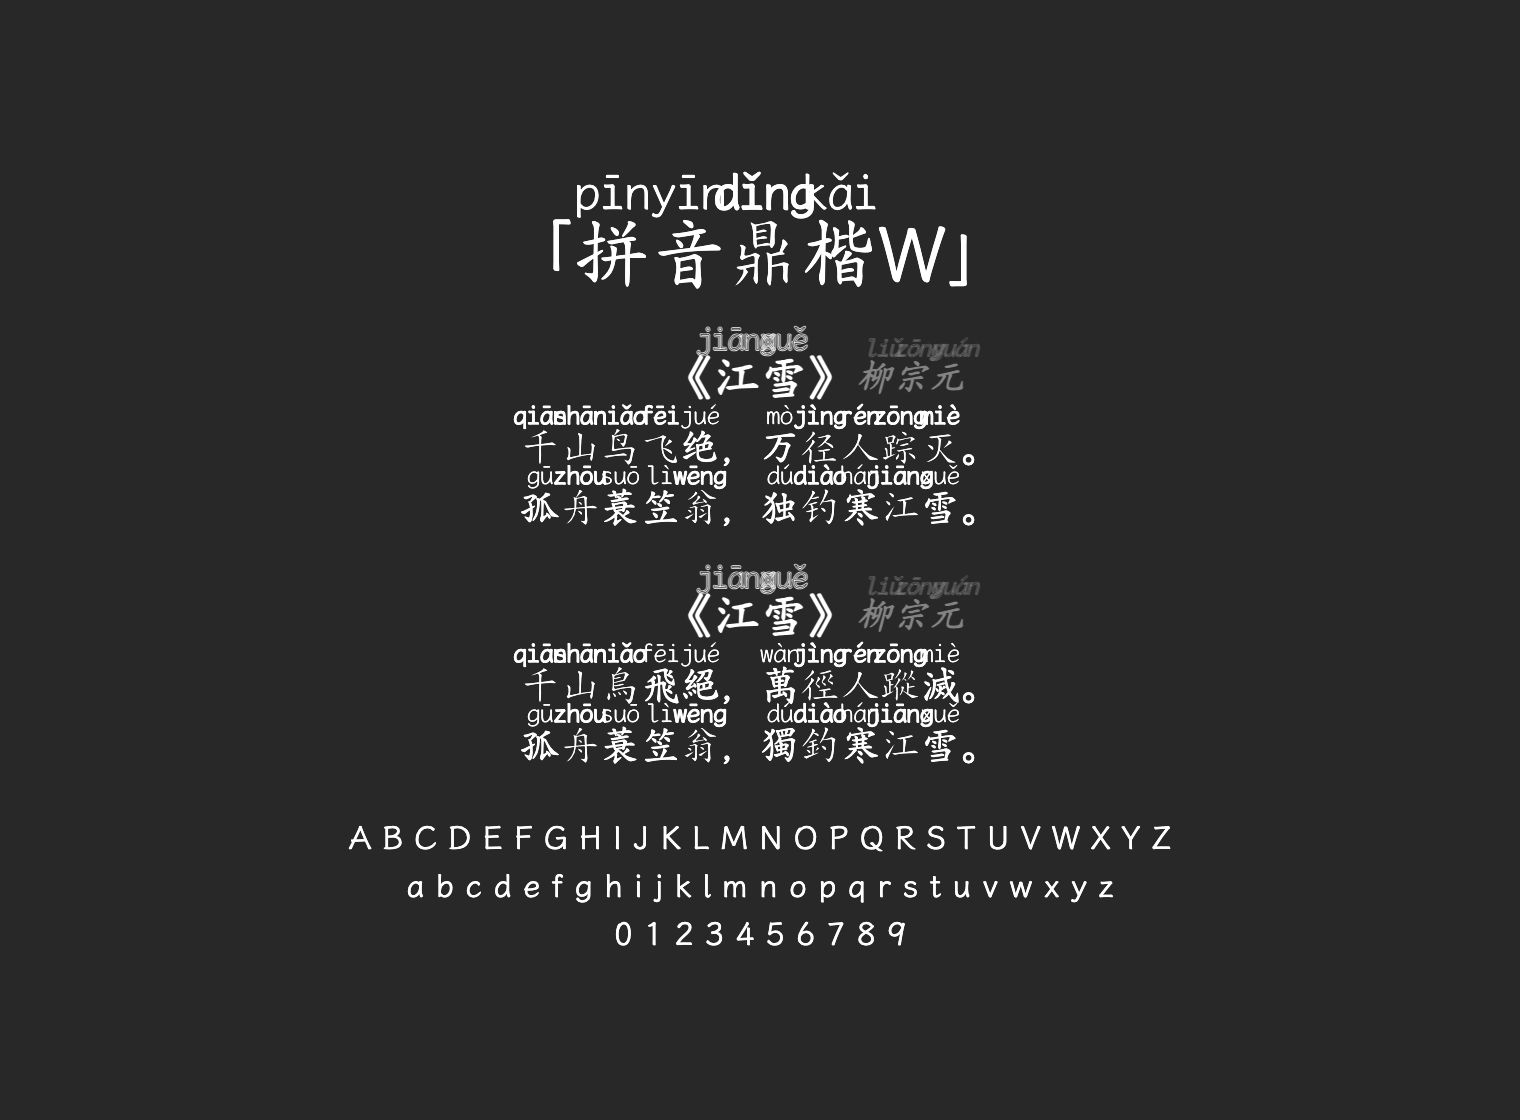 pīnyīndǐngkǎi
「拼音鼎楷W」
jiāngxuě liǔzōngyuán
《江雪》 柳宗元
qiānshānniǎofēijué mòjìngrénzōngmiè
千山鸟飞绝，万径人踪灭。
gūzhōusuōlìwēng dúdiàohánjiāngxuě
孤舟蓑笠翁，独钓寒江雪。
jiāngxuě liǔzōngyuán
《江雪》 柳宗元
qiānshānniǎofēijué wànjìngrénzōngmiè
千山鳥飛絕，萬徑人蹤滅。
gūzhōusuōlìwēng dúdiàohánjiāngxuě
孤舟蓑笠翁，獨釣寒江雪。
A B C D E F G H I J K L M N O P Q R S T U V W X Y Z
a b c d e f g h i j k l m n o p q r s t u v w x y z
0 1 2 3 4 5 6 7 8 9